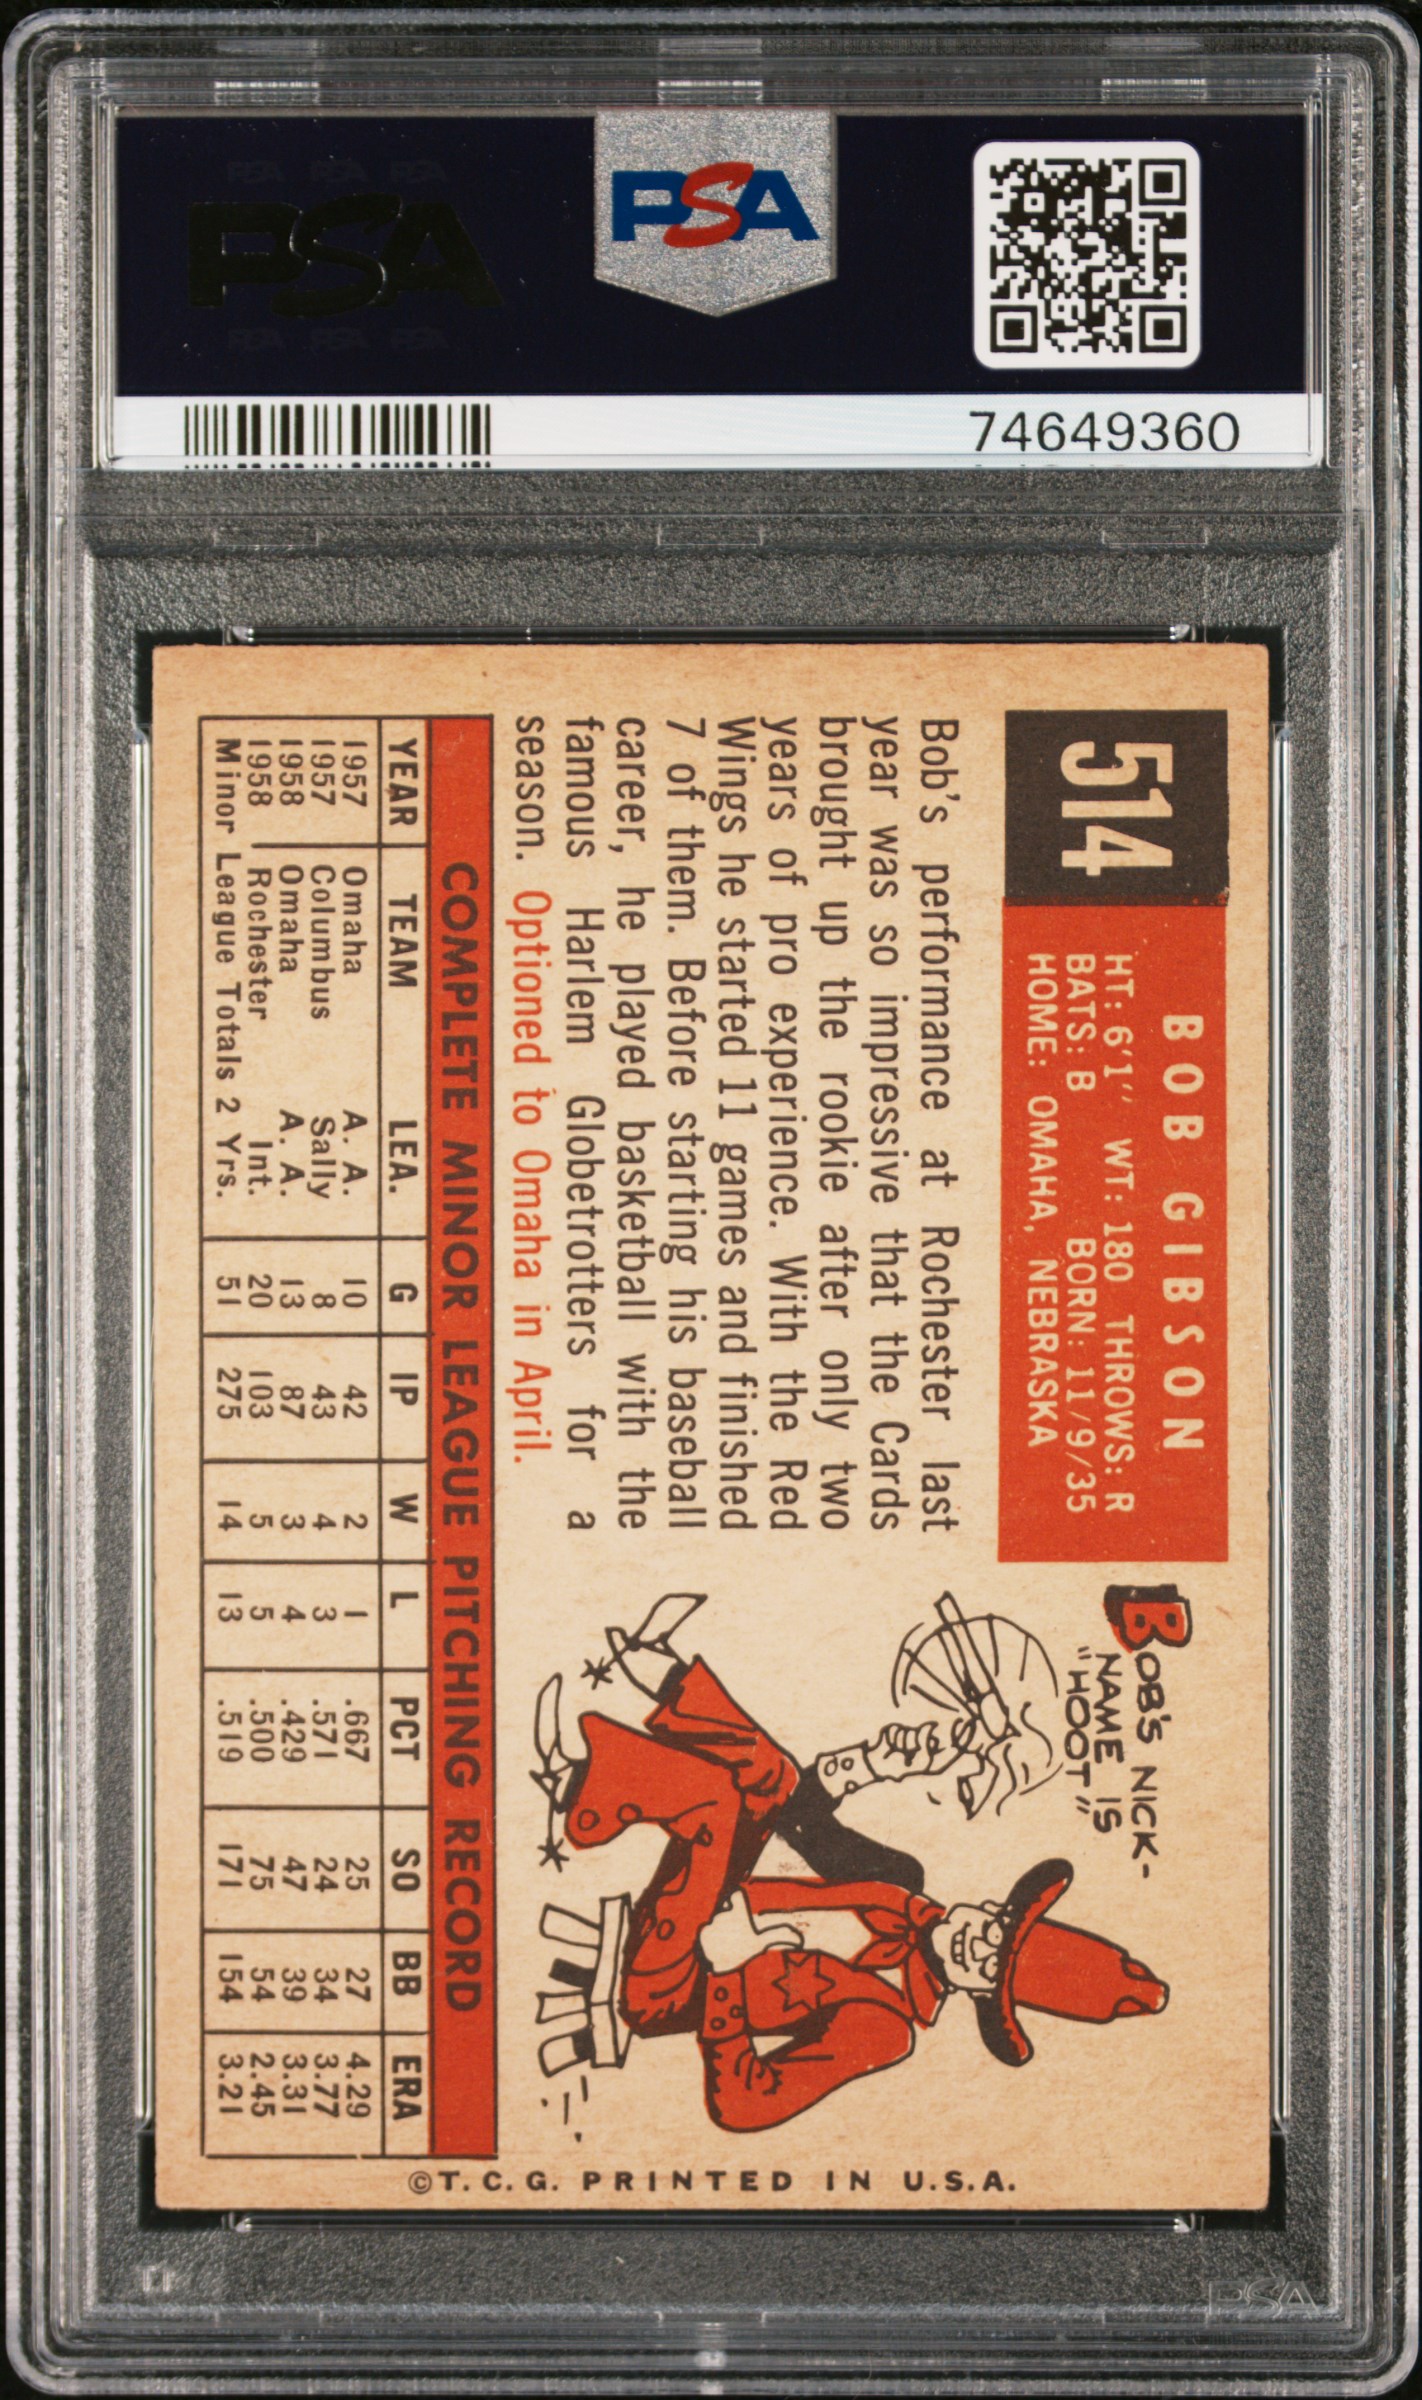 PSA PSA PSA
PSA
PSA PSA PSA
PSA
74649360
514
BOB GIBSON
HT: 6'1" WT: 180 THROWS: R
BATS: B BORN: 11/9/35
HOME: OMAHA, NEBRASKA
Bob's performance at Rochester last
year was so impressive that the Cards
brought up the rookie after only two
years of pro experience. With the Red
Wings he started 11 games and finished
7 of them. Before starting his baseball
career, he played basketball with the
famous Harlem Globetrotters for a
season. Optioned to Omaha in April.
BOB'S NICK-
NAME IS
"HOOT"
COMPLETE MINOR LEAGUE PITCHING RECORD
YEAR TEAM LEA. G IP W L PCT SO BB ERA
1957 Omaha A. A. 10 42 2 1 .667 25 27 4.29
1957 Columbus Sally 8 43 4 3 .571 24 34 3.77
1958 Omaha A. A. 13 87 3 4 .429 47 39 3.31
1958 Rochester Int. 20 103 5 5 .500 75 54 2.45
Minor League Totals 2 Yrs. 51 275 14 13 .519 171 154 3.21
©T.C.G. PRINTED IN U.S.A.
PSA